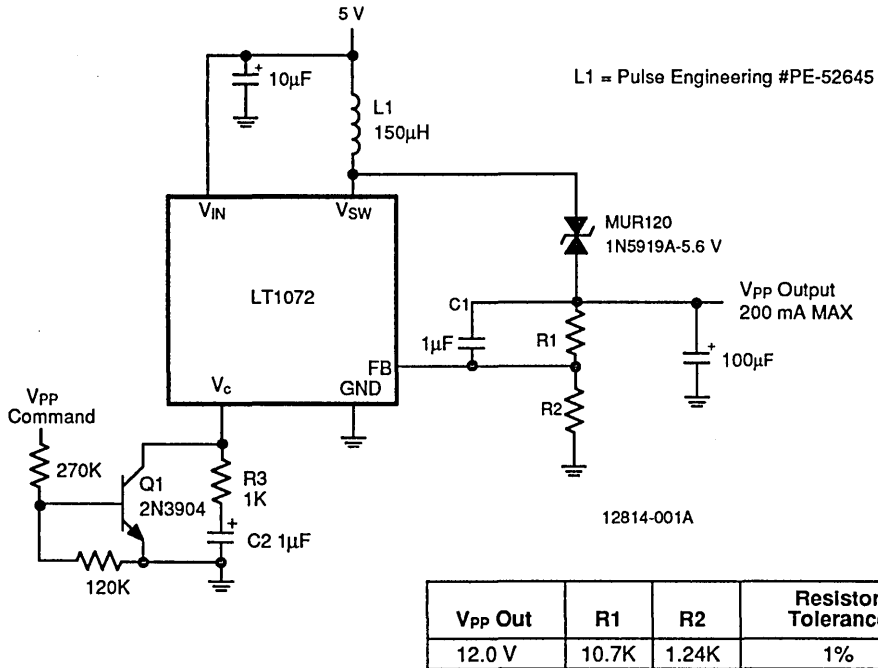 5 V
10µF
L1 = Pulse Engineering #PE-52645
L1
150µH
VIN
VSW
MUR120
1N5919A-5.6 V
LT1072
C1
VPP Output
200 mA MAX
1µF
R1
FB
100µF
Vc
GND
R2
VPP
Command
270K
Q1
2N3904
R3
1K
C2 1µF
120K
12814-001A
VPP Out R1 R2 Resistor
Tolerance
12.0 V 10.7K 1.24K 1%